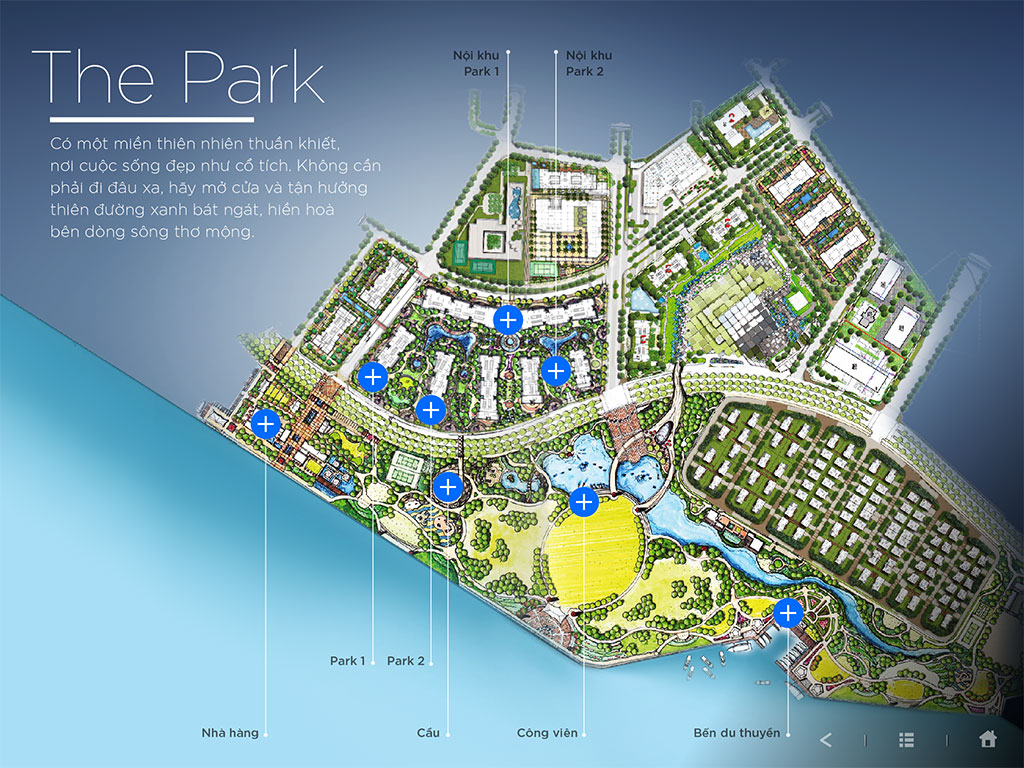 The Park
Có một miền thiên nhiên thuần khiết,
nơi cuộc sống đẹp như cổ tích. Không cần
phải đi đâu xa, hãy mở cửa và tận hưởng
thiên đường xanh bát ngát, hiền hoà
bên dòng sông thơ mộng.
Nội khu
Park 1
Nội khu
Park 2
Park 1
Park 2
Nhà hàng
Cầu
Công viên
Bến du thuyền